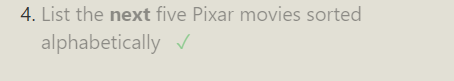 4. List the next five Pixar movies sorted
alphabetically ✓